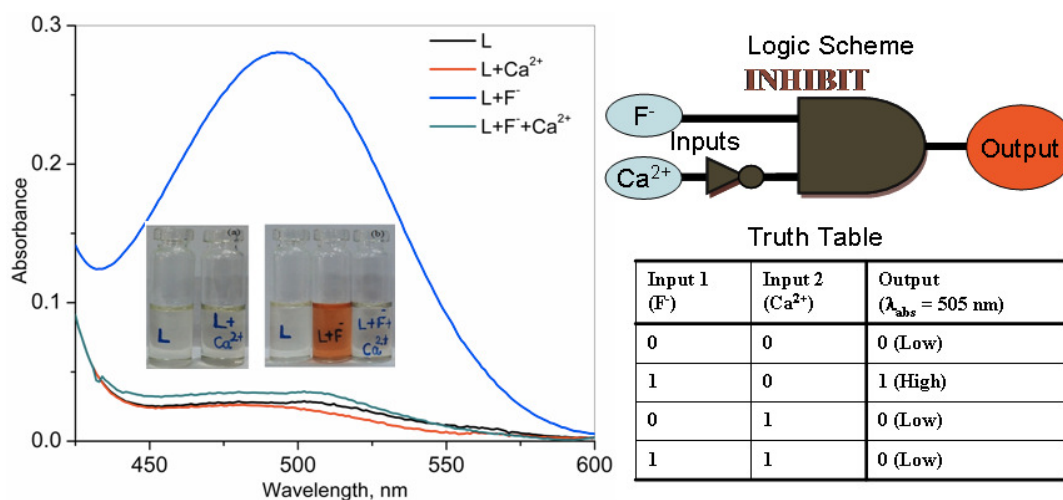 0.3
0.2
0.1
0.0
Absorbance
450 500 550 600
Wavelength, nm
L
L+Ca²⁺
L+F⁻
L+F⁻+Ca²⁺
(a)
L
L+
Ca²⁺
(b)
L
L+F⁻
L+F⁻+
Ca²⁺
Logic Scheme
INHIBIT
F⁻
Inputs
Ca²⁺
Output
Truth Table
Input 1 Input 2 Output
(F⁻) (Ca²⁺) (λabs = 505 nm)
0 0 0 (Low)
1 0 1 (High)
0 1 0 (Low)
1 1 0 (Low)